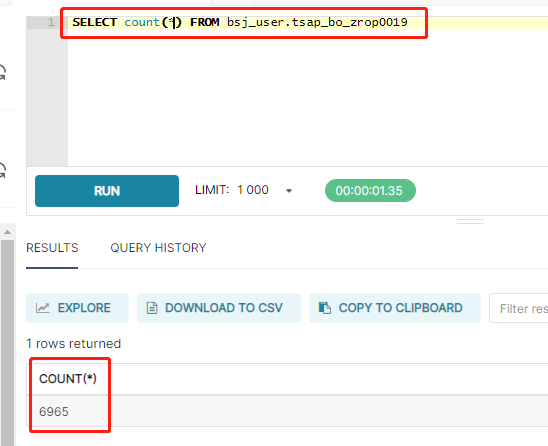 1 SELECT count(*) FROM bsj_user.tsap_bo_zrop0019
RUN LIMIT: 1 000 00:00:01.35
RESULTS QUERY HISTORY
EXPLORE DOWNLOAD TO CSV COPY TO CLIPBOARD Filter res
1 rows returned
COUNT(*)
6965